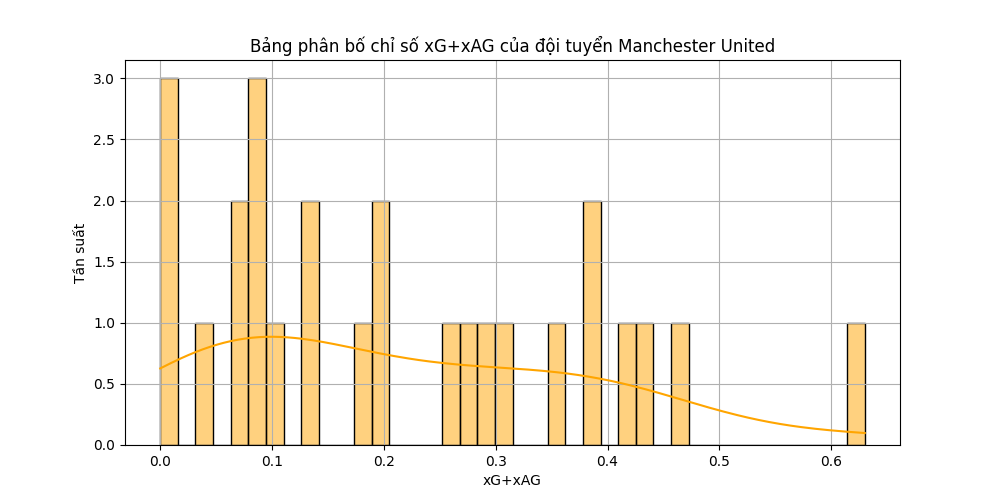 Bảng phân bố chỉ số xG+xAG của đội tuyển Manchester United
3.0
2.5
2.0
1.5
1.0
0.5
0.0
Tần suất
0.0 0.1 0.2 0.3 0.4 0.5 0.6
xG+xAG